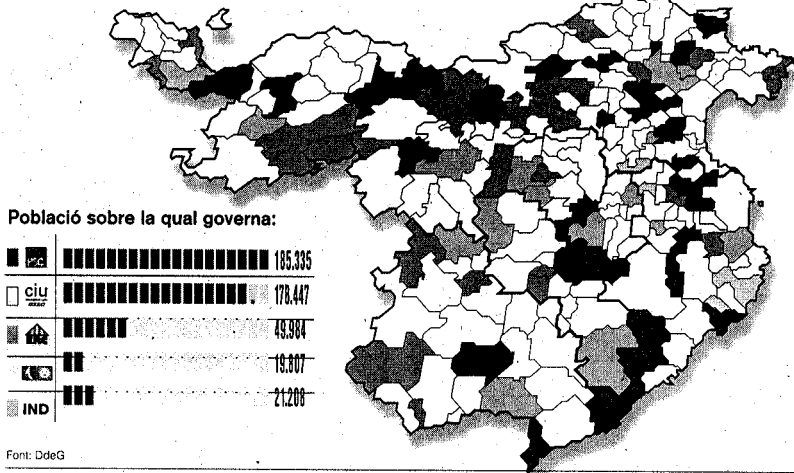 Població sobre la qual governa:
185.335
ciu
178.447
49.984
19.807
IND
21.208
Font: DdeG